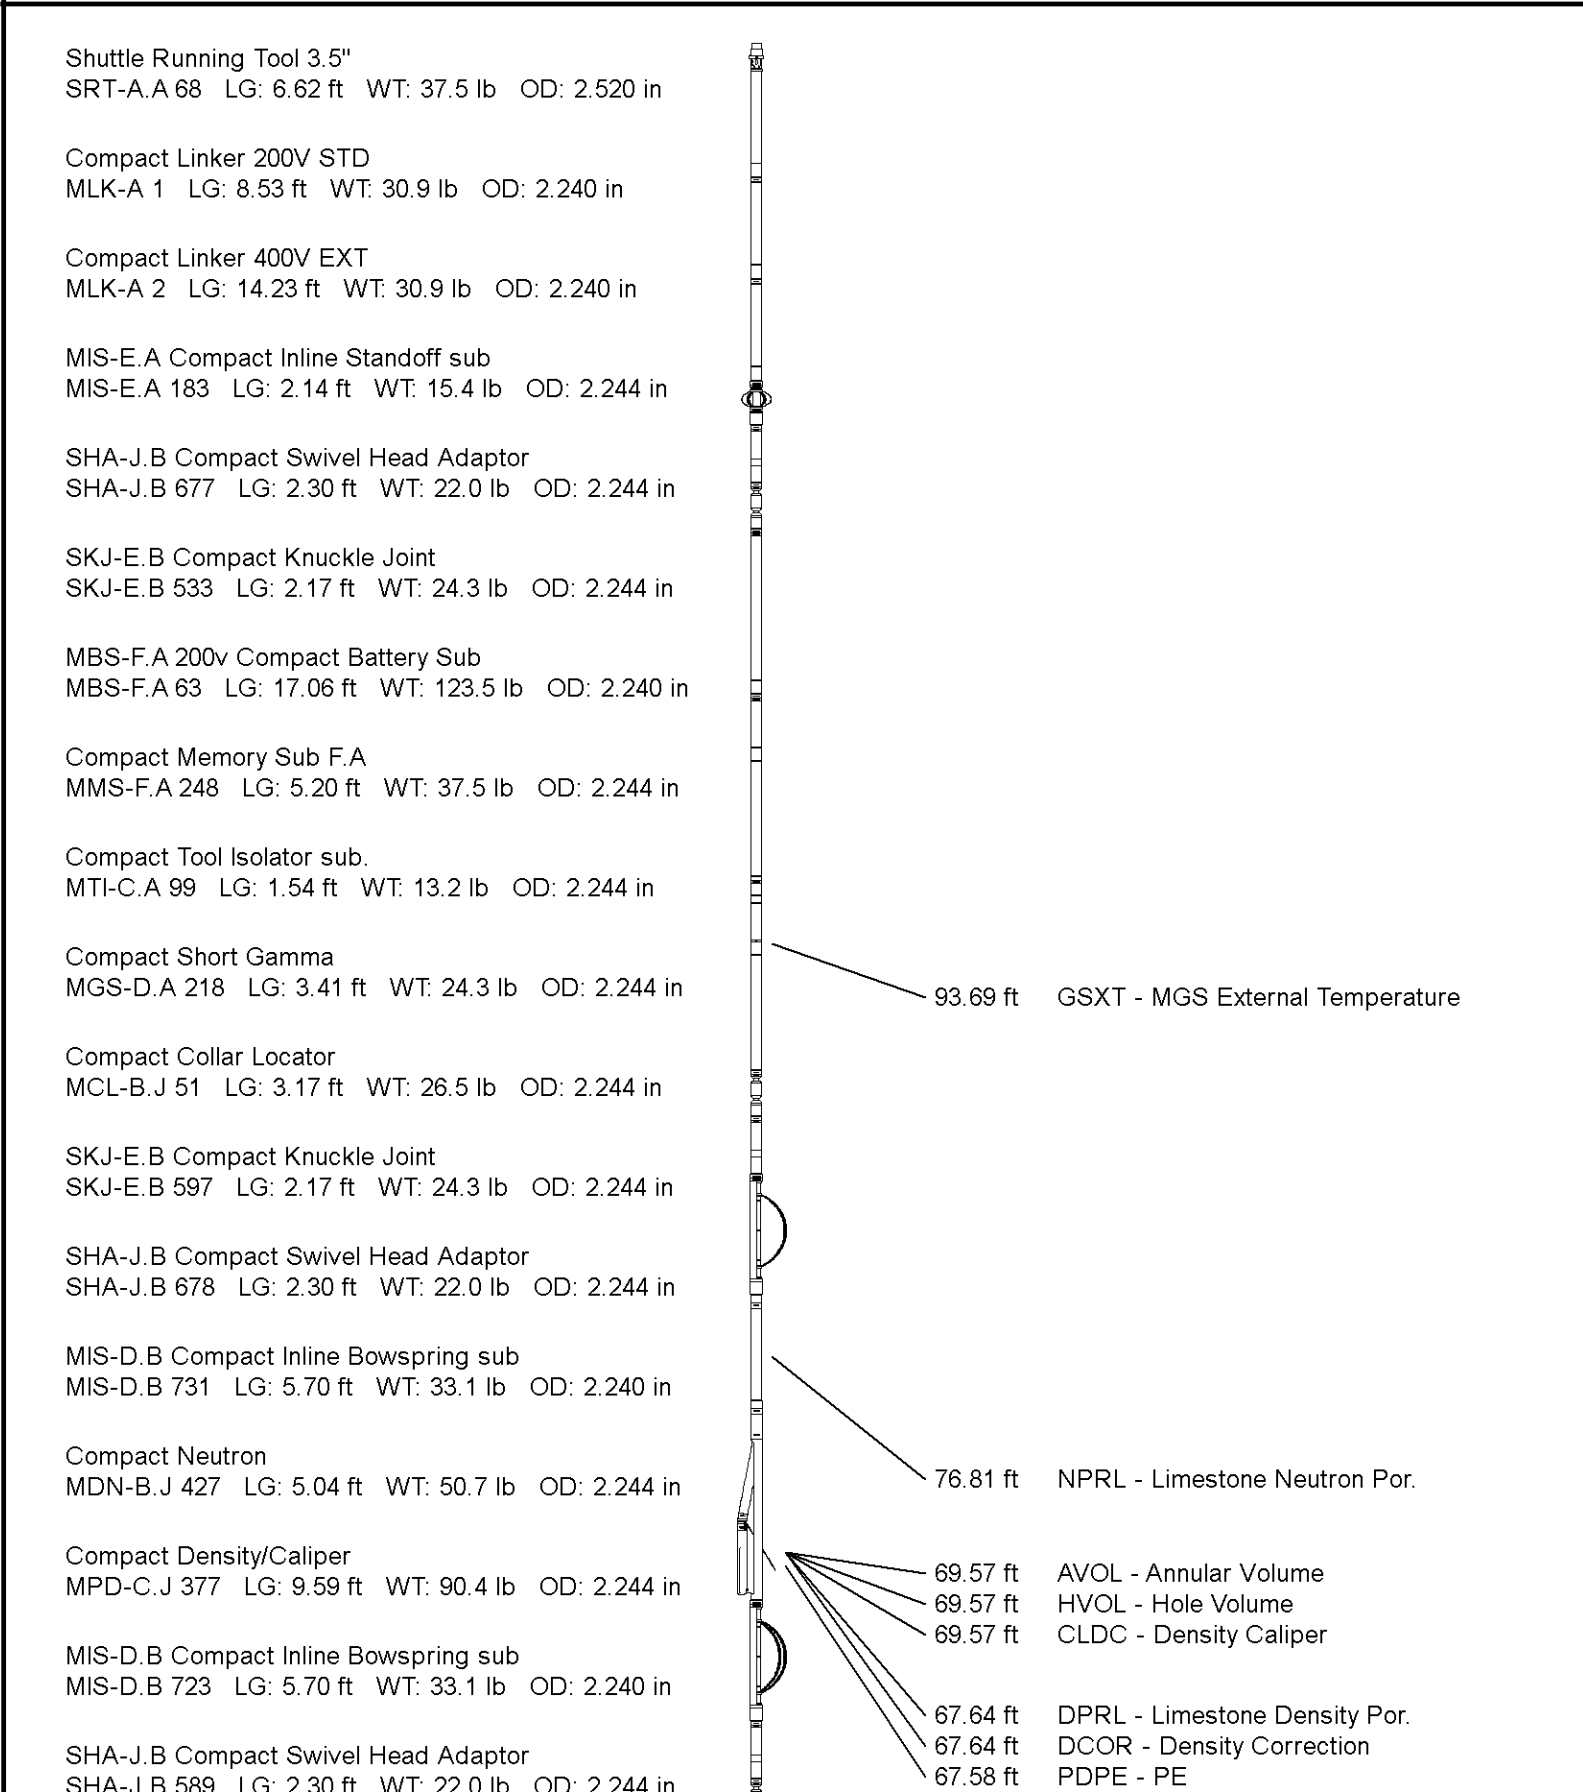 Shuttle Running Tool 3.5"
SRT-A.A 68 LG: 6.62 ft WT: 37.5 lb OD: 2.520 in
Compact Linker 200V STD
MLK-A 1 LG: 8.53 ft WT: 30.9 lb OD: 2.240 in
Compact Linker 400V EXT
MLK-A 2 LG: 14.23 ft WT: 30.9 lb OD: 2.240 in
MIS-E.A Compact Inline Standoff sub
MIS-E.A 183 LG: 2.14 ft WT: 15.4 lb OD: 2.244 in
SHA-J.B Compact Swivel Head Adaptor
SHA-J.B 677 LG: 2.30 ft WT: 22.0 lb OD: 2.244 in
SKJ-E.B Compact Knuckle Joint
SKJ-E.B 533 LG: 2.17 ft WT: 24.3 lb OD: 2.244 in
MBS-F.A 200v Compact Battery Sub
MBS-F.A 63 LG: 17.06 ft WT: 123.5 lb OD: 2.240 in
Compact Memory Sub F.A
MMS-F.A 248 LG: 5.20 ft WT: 37.5 lb OD: 2.244 in
Compact Tool Isolator sub.
MTI-C.A 99 LG: 1.54 ft WT: 13.2 lb OD: 2.244 in
Compact Short Gamma
MGS-D.A 218 LG: 3.41 ft WT: 24.3 lb OD: 2.244 in
93.69 ft GSXT - MGS External Temperature
Compact Collar Locator
MCL-B.J 51 LG: 3.17 ft WT: 26.5 lb OD: 2.244 in
SKJ-E.B Compact Knuckle Joint
SKJ-E.B 597 LG: 2.17 ft WT: 24.3 lb OD: 2.244 in
SHA-J.B Compact Swivel Head Adaptor
SHA-J.B 678 LG: 2.30 ft WT: 22.0 lb OD: 2.244 in
MIS-D.B Compact Inline Bowspring sub
MIS-D.B 731 LG: 5.70 ft WT: 33.1 lb OD: 2.240 in
Compact Neutron
MDN-B.J 427 LG: 5.04 ft WT: 50.7 lb OD: 2.244 in
76.81 ft NPRL - Limestone Neutron Por.
Compact Density/Caliper
MPD-C.J 377 LG: 9.59 ft WT: 90.4 lb OD: 2.244 in
69.57 ft AVOL - Annular Volume
69.57 ft HVOL - Hole Volume
69.57 ft CLDC - Density Caliper
MIS-D.B Compact Inline Bowspring sub
MIS-D.B 723 LG: 5.70 ft WT: 33.1 lb OD: 2.240 in
67.64 ft DPRL - Limestone Density Por.
67.64 ft DCOR - Density Correction
67.58 ft PDPE - PE
SHA-J.B Compact Swivel Head Adaptor
SHA-J.B 589 LG: 2.30 ft WT: 22.0 lb OD: 2.244 in